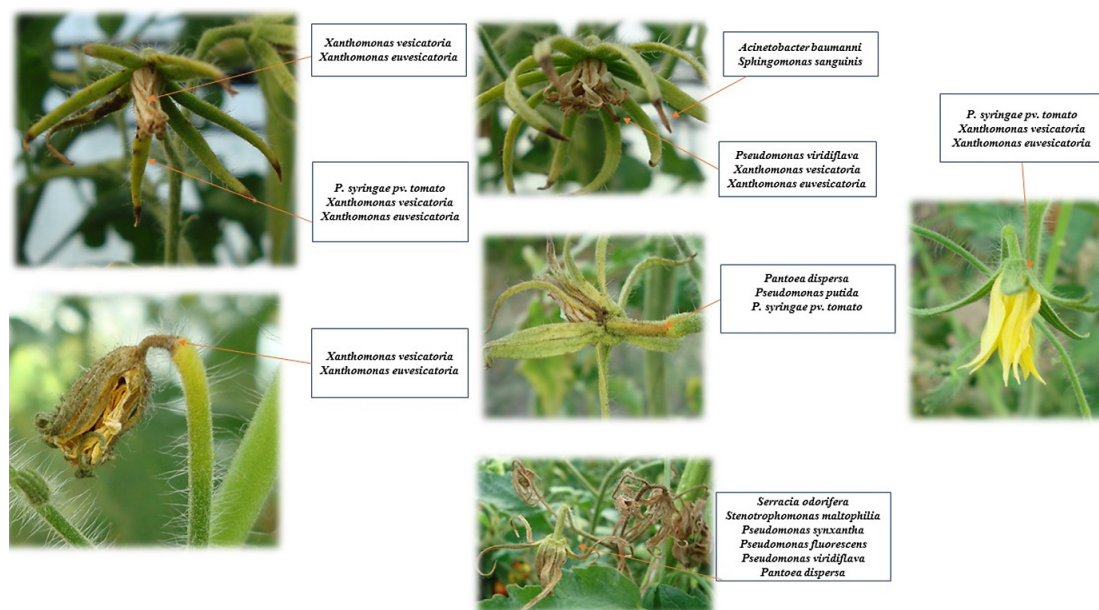 Xanthomonas vesicatoria
Xanthomonas euvesicatoria
Acinetobacter baumanni
Sphingomonas sanguinis
P. syringae pv. tomato
Xanthomonas vesicatoria
Xanthomonas euvesicatoria
Pseudomonas viridiflava
Xanthomonas vesicatoria
Xanthomonas euvesicatoria
P. syringae pv. tomato
Xanthomonas vesicatoria
Xanthomonas euvesicatoria
Pantoea dispersa
Pseudomonas putida
P. syringae pv. tomato
Xanthomonas vesicatoria
Xanthomonas euvesicatoria
Serracia odorifera
Stenotrophomonas maltophilia
Pseudomonas synxantha
Pseudomonas fluorescens
Pseudomonas viridiflava
Pantoea dispersa